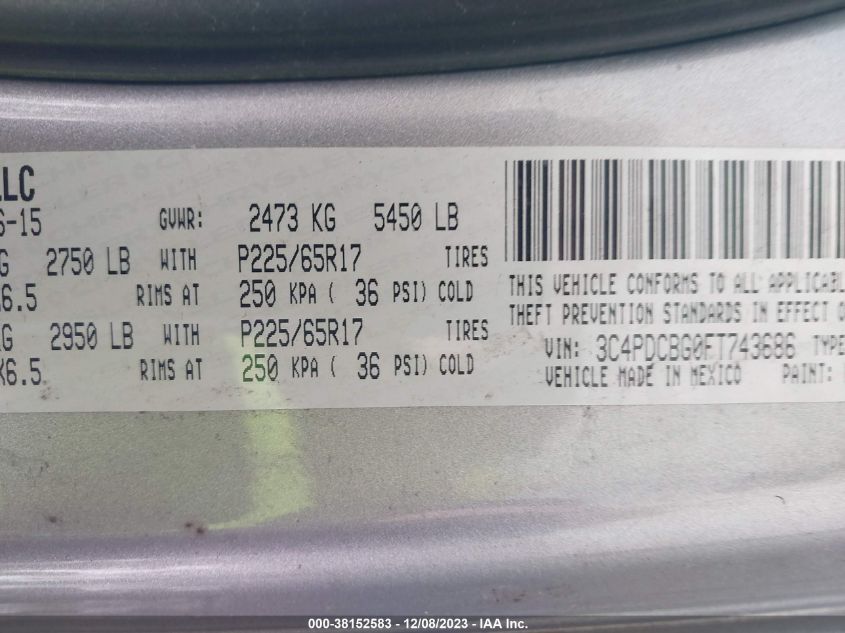 LLC
6-15 GVWR: 2473 KG 5450 LB
G 2750 LB WITH P225/65R17 TIRES
6.5 RIMS AT 250 KPA ( 36 PSI) COLD
KG 2950 LB WITH P225/65R17 TIRES
X6.5 RIMS AT 250 KPA ( 36 PSI) COLD
THIS VEHICLE CONFORMS TO ALL APPLICABL
THEFT PREVENTION STANDARDS IN EFFECT O
VIN: 3C4PDCBG0FT743686 TYPE
VEHICLE MADE IN MEXICO PAINT:
000-38152583 - 12/08/2023 - IAA Inc.